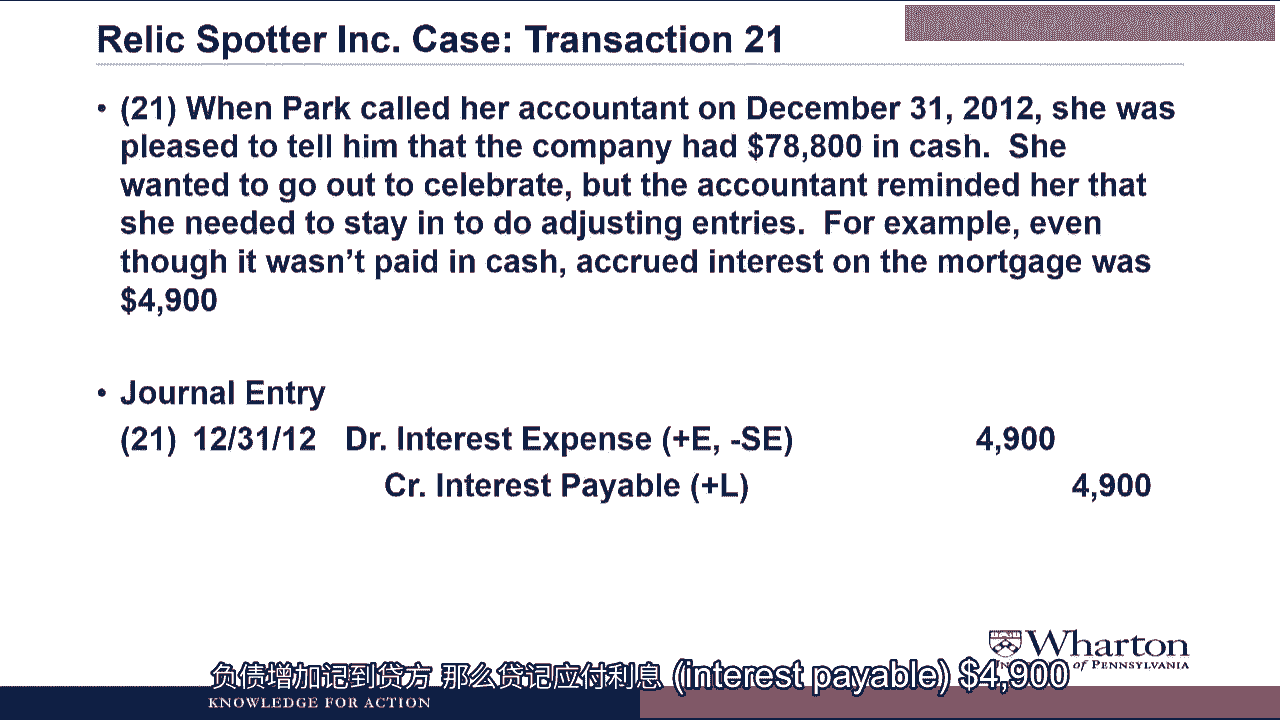 Relic Spotter Inc. Case: Transaction 21
• (21) When Park called her accountant on December 31, 2012, she was
pleased to tell him that the company had $78,800 in cash. She
wanted to go out to celebrate, but the accountant reminded her that
she needed to stay in to do adjusting entries. For example, even
though it wasn't paid in cash, accrued interest on the mortgage was
$4,900
• Journal Entry
(21) 12/31/12 Dr. Interest Expense (+E, -SE) 4,900
Cr. Interest Payable (+L) 4,900
Wharton
of PENNSYLVANIA
负债增加记到贷方 那么贷记应付利息 (interest payable) $4,900
KNOWLEDGE FOR ACTION